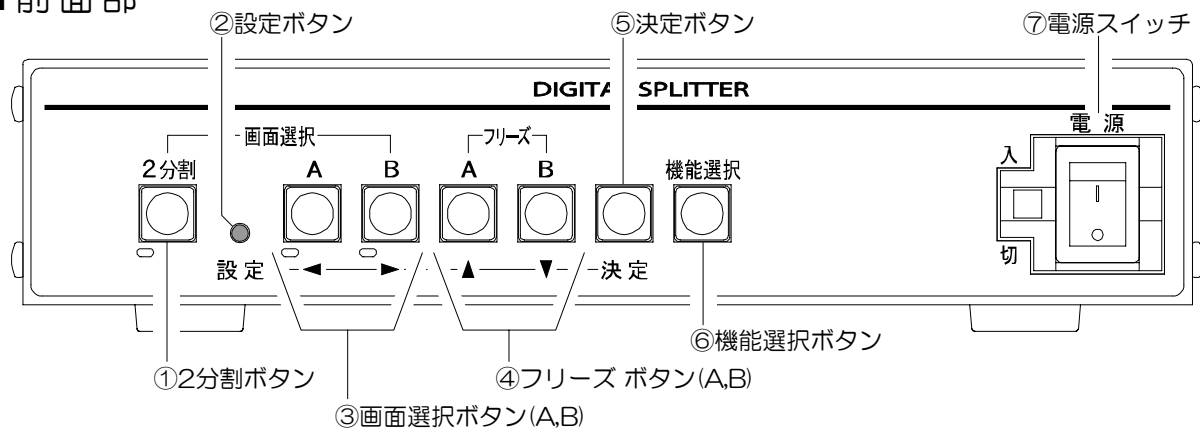 前面部
②設定ボタン
⑤決定ボタン
⑦電源スイッチ
DIGITA SPLITTER
画面選択
フリーズ
電 源
2分割
A
B
A
B
機能選択
入
切
設定
◀
▶
▲
▼
決定
⑥機能選択ボタン
①2分割ボタン
④フリーズ ボタン(A,B)
③画面選択ボタン(A,B)